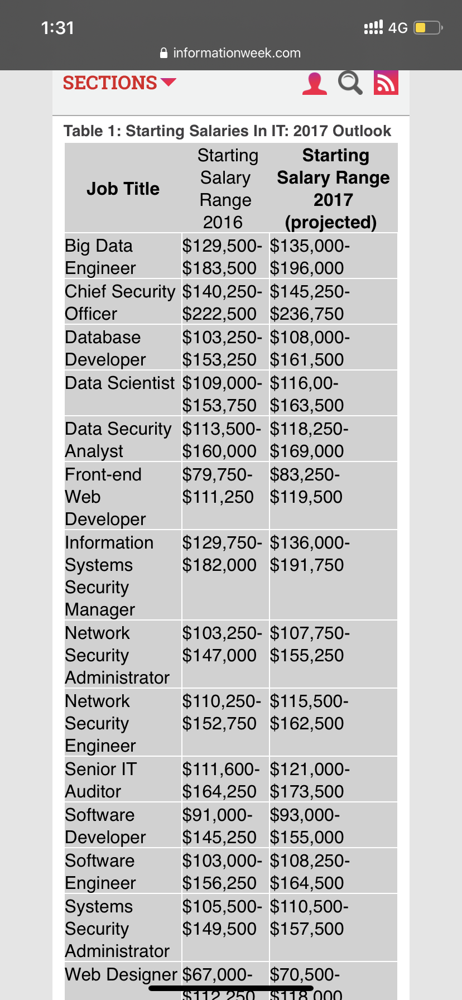 1:31
4G
informationweek.com
SECTIONS
Table 1: Starting Salaries In IT: 2017 Outlook
Job Title
Starting
Salary
Range
2016
Starting
Salary Range
2017
(projected)
Big Data
Engineer
$129,500-
$183,500
$135,000-
$196,000
Chief Security
Officer
$140,250-
$222,500
$145,250-
$236,750
Database
Developer
$103,250-
$153,250
$108,000-
$161,500
Data Scientist
$109,000-
$153,750
$116,00-
$163,500
Data Security
Analyst
$113,500-
$160,000
$118,250-
$169,000
Front-end
Web
Developer
$79,750-
$111,250
$83,250-
$119,500
Information
Systems
Security
Manager
$129,750-
$182,000
$136,000-
$191,750
Network
Security
Administrator
$103,250-
$147,000
$107,750-
$155,250
Network
Security
Engineer
$110,250-
$152,750
$115,500-
$162,500
Senior IT
Auditor
$111,600-
$164,250
$121,000-
$173,500
Software
Developer
$91,000-
$145,250
$93,000-
$155,000
Software
Engineer
$103,000-
$156,250
$108,250-
$164,500
Systems
Security
Administrator
$105,500-
$149,500
$110,500-
$157,500
Web Designer
$67,000-
$112,250
$70,500-
$118,000